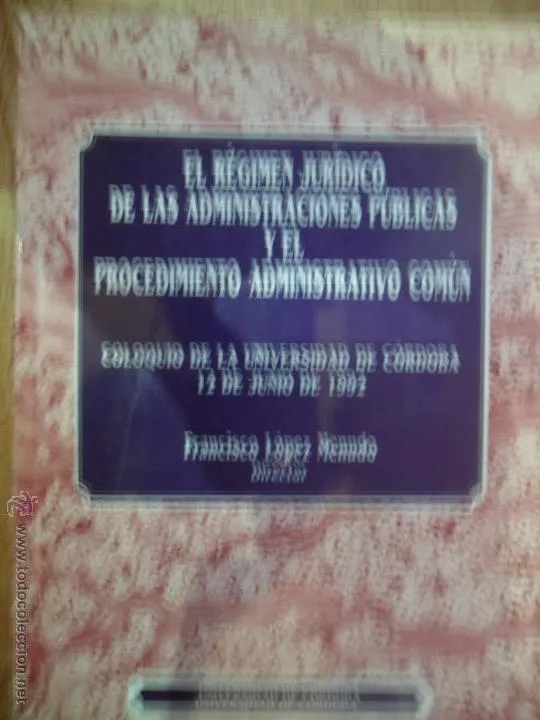 EL RÉGIMEN JURÍDICO
DE LAS ADMINISTRACIONES PÚBLICAS
Y EL
PROCEDIMIENTO ADMINISTRATIVO COMÚN
COLOQUIO DE LA UNIVERSIDAD DE CÓRDOBA
12 DE JUNIO DE 1992
Francisco López Menudo
Director
UNIVERSIDAD DE CÓRDOBA
www.todocoleccion.net